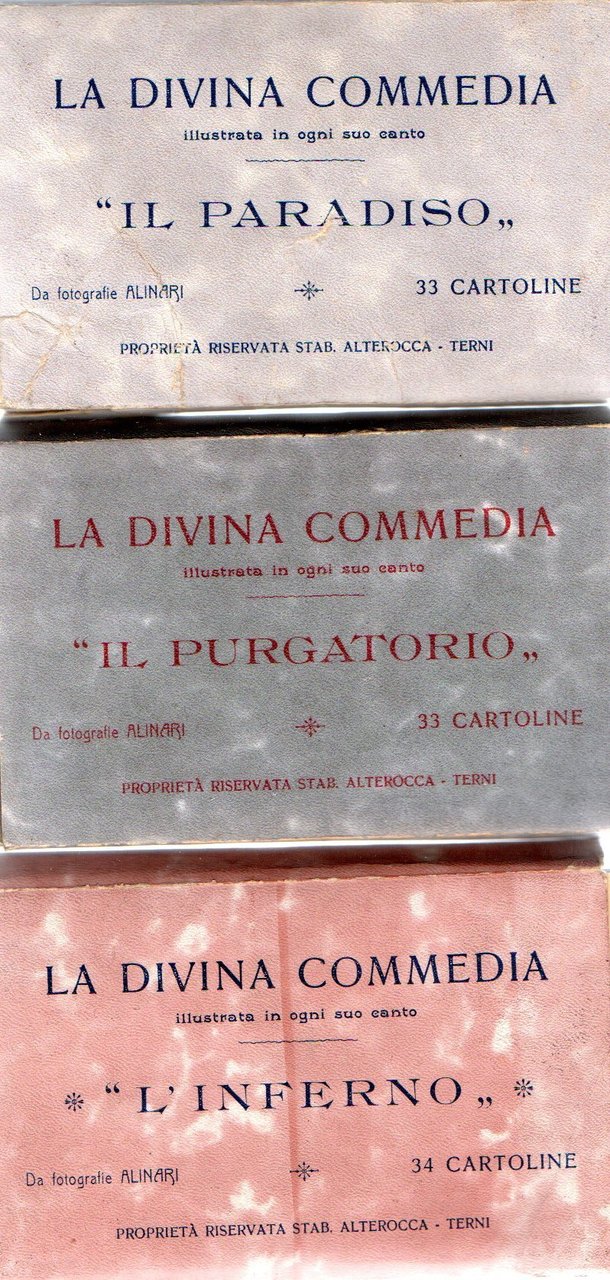 LA DIVINA COMMEDIA
illustrata in ogni suo canto
“IL PARADISO„
Da fotografie ALINARI
33 CARTOLINE
PROPRIETÀ RISERVATA STAB. ALTEROCCA - TERNI
LA DIVINA COMMEDIA
illustrata in ogni suo canto
“IL PURGATORIO„
Da fotografie ALINARI
33 CARTOLINE
PROPRIETÀ RISERVATA STAB. ALTEROCCA - TERNI
LA DIVINA COMMEDIA
illustrata in ogni suo canto
“L'INFERNO„
Da fotografie ALINARI
34 CARTOLINE
PROPRIETÀ RISERVATA STAB. ALTEROCCA - TERNI